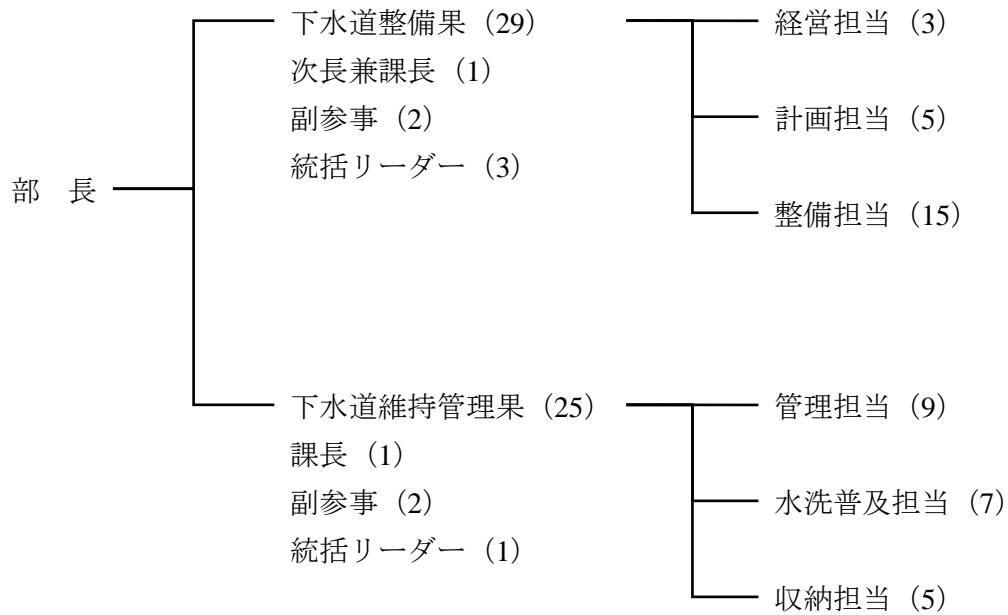 部　長
下水道整備果（29）
次長兼課長（1）
副参事（2）
統括リーダー（3）
経営担当（3）
計画担当（5）
整備担当（15）
下水道維持管理果（25）
課長（1）
副参事（2）
統括リーダー（1）
管理担当（9）
水洗普及担当（7）
収納担当（5）